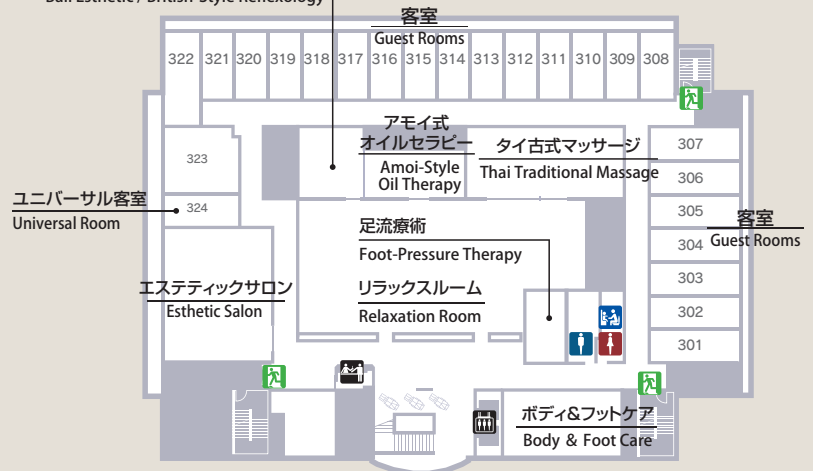 Bali Esthetic / British-Style Reflexology
客室
Guest Rooms
322 321 320 319 318 317 316 315 314 313 312 311 310 309 308
アモイ式
オイルセラピー
Amoi-Style
Oil Therapy
タイ古式マッサージ
Thai Traditional Massage
307
323
306
ユニバーサル客室
Universal Room
324
305
足流療術
Foot-Pressure Therapy
客室
Guest Rooms
304
303
エステティックサロン
Esthetic Salon
リラックスルーム
Relaxation Room
302
301
ボディ&フットケア
Body & Foot Care